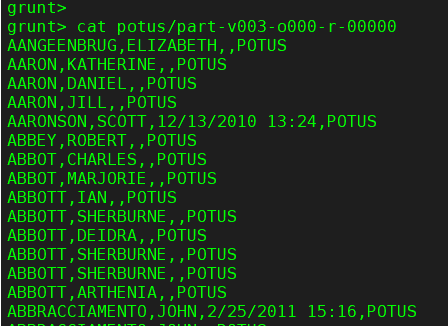 grunt>
grunt> cat potus/part-v003-o000-r-00000
AANGEENBRUG,ELIZABETH,,POTUS
AARON,KATHERINE,,POTUS
AARON,DANIEL,,POTUS
AARON,JILL,,POTUS
AARONSON,SCOTT,12/13/2010 13:24,POTUS
ABBEY,ROBERT,,POTUS
ABBOT,CHARLES,,POTUS
ABBOT,MARJORIE,,POTUS
ABBOTT,IAN,,POTUS
ABBOTT,SHERBURNE,,POTUS
ABBOTT,DEIDRA,,POTUS
ABBOTT,SHERBURNE,,POTUS
ABBOTT,SHERBURNE,,POTUS
ABBOTT,ARTHENIA,,POTUS
ABBRACCIAMENTO,JOHN,2/25/2011 15:16,POTUS
ABBRACCIAMENTO,JOHN,,POTUS